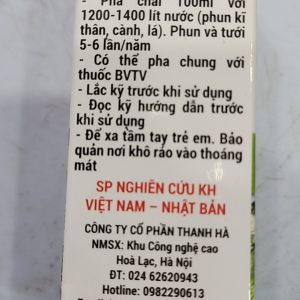 - Pha chai 100ml với
1200-1400 lít nước (phun kĩ
thân, cành, lá). Phun và tưới
5-6 lần/năm
- Có thể pha chung với
thuốc BVTV
- Lắc kỹ trước khi sử dụng
- Đọc kỹ hướng dẫn trước
khi sử dụng
- Để xa tầm tay trẻ em. Bảo
quản nơi khô ráo vào thoáng
mát
SP NGHIÊN CỨU KH
VIỆT NAM – NHẬT BẢN
CÔNG TY CỔ PHẦN THANH HÀ
NMSX: Khu Công nghệ cao
Hoà Lạc, Hà Nội
ĐT: 024 62620943
Hotline: 0982290613